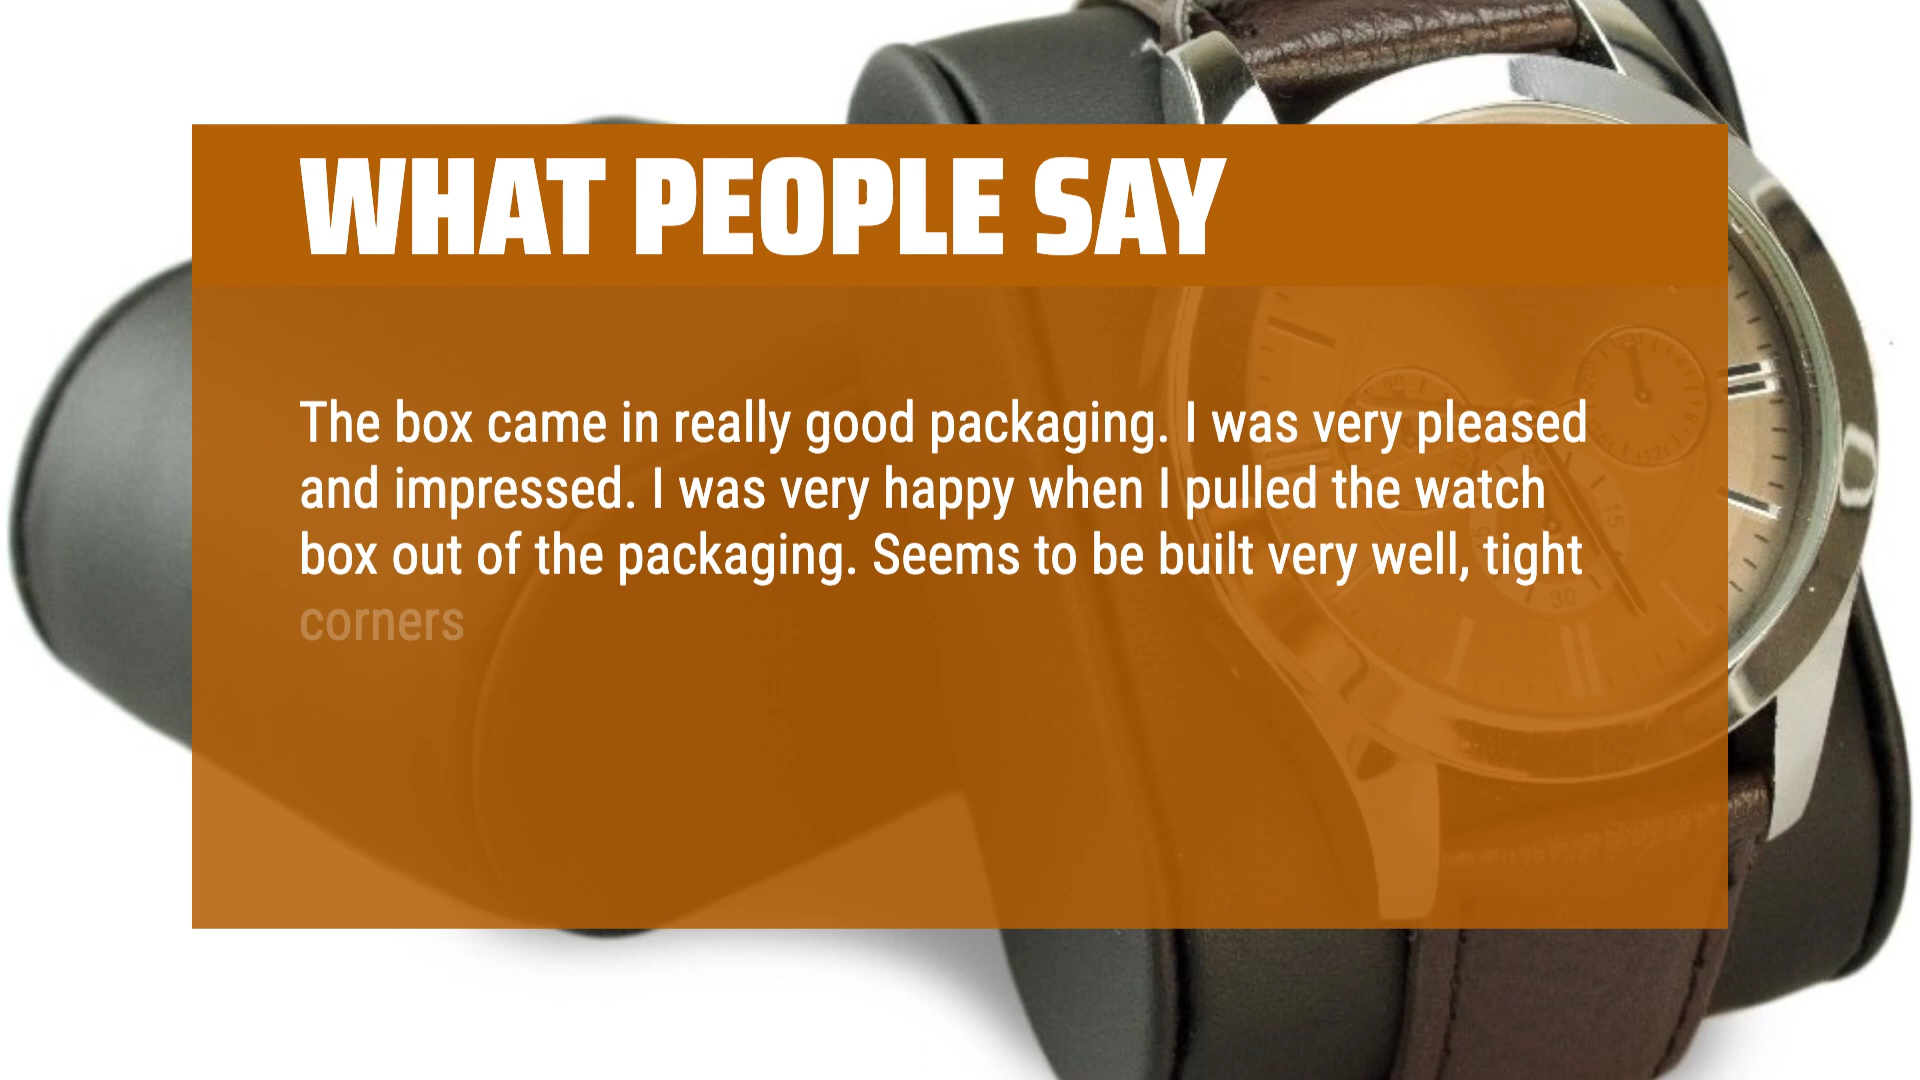 WHAT PEOPLE SAY
The box came in really good packaging. I was very pleased
and impressed. I was very happy when I pulled the watch
box out of the packaging. Seems to be built very well, tight
corners